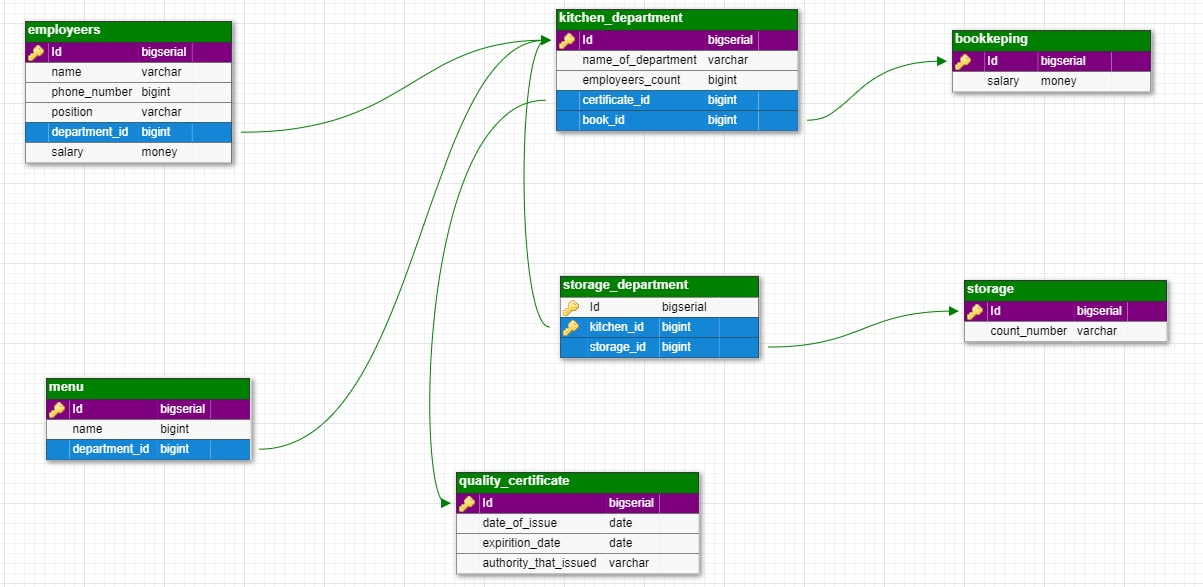 employeers
Id bigserial
name varchar
phone_number bigint
position varchar
department_id bigint
salary money
kitchen_department
Id bigserial
name_of_department varchar
employeers_count bigint
certificate_id bigint
book_id bigint
bookkeping
Id bigserial
salary money
storage_department
Id bigserial
kitchen_id bigint
storage_id bigint
storage
Id bigserial
count_number varchar
menu
Id bigserial
name bigint
department_id bigint
quality_certificate
Id bigserial
date_of_issue date
expirition_date date
authority_that_issued varchar